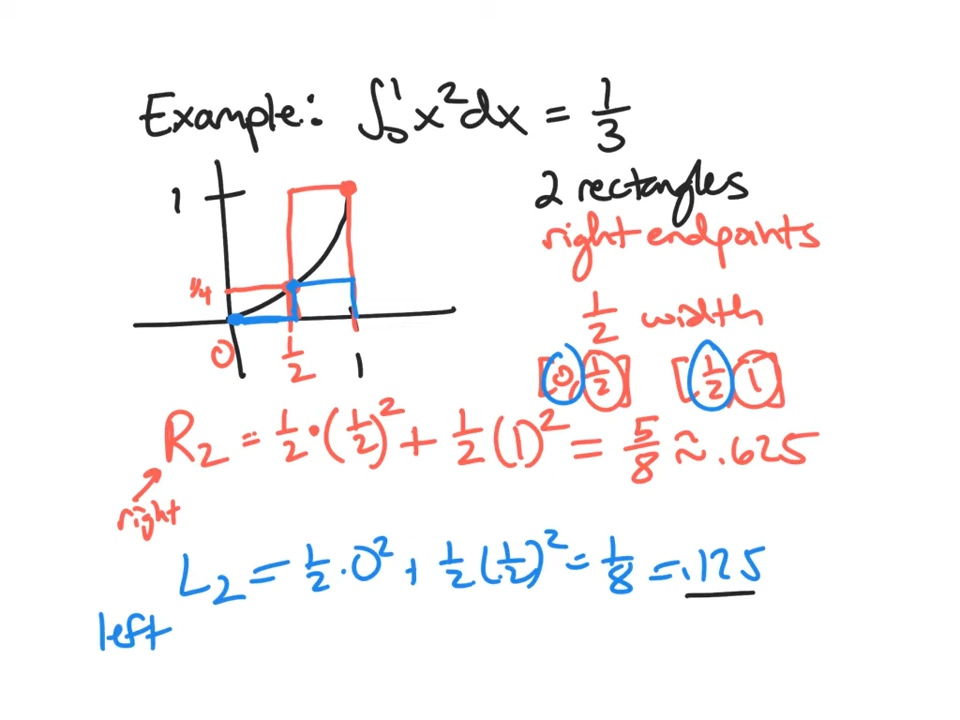 Example: ∫₀¹ x² dx = 1/3
2 rectangles
right endpoints
1
1/4
0
1/2
1
1/2 width
[0, 1/2] [1/2 1]
R₂ = 1/2 · (1/2)² + 1/2 (1)² = 5/8 ≈ .625
right
L₂ = 1/2 · 0² + 1/2 (1/2)² = 1/8 = .125
left